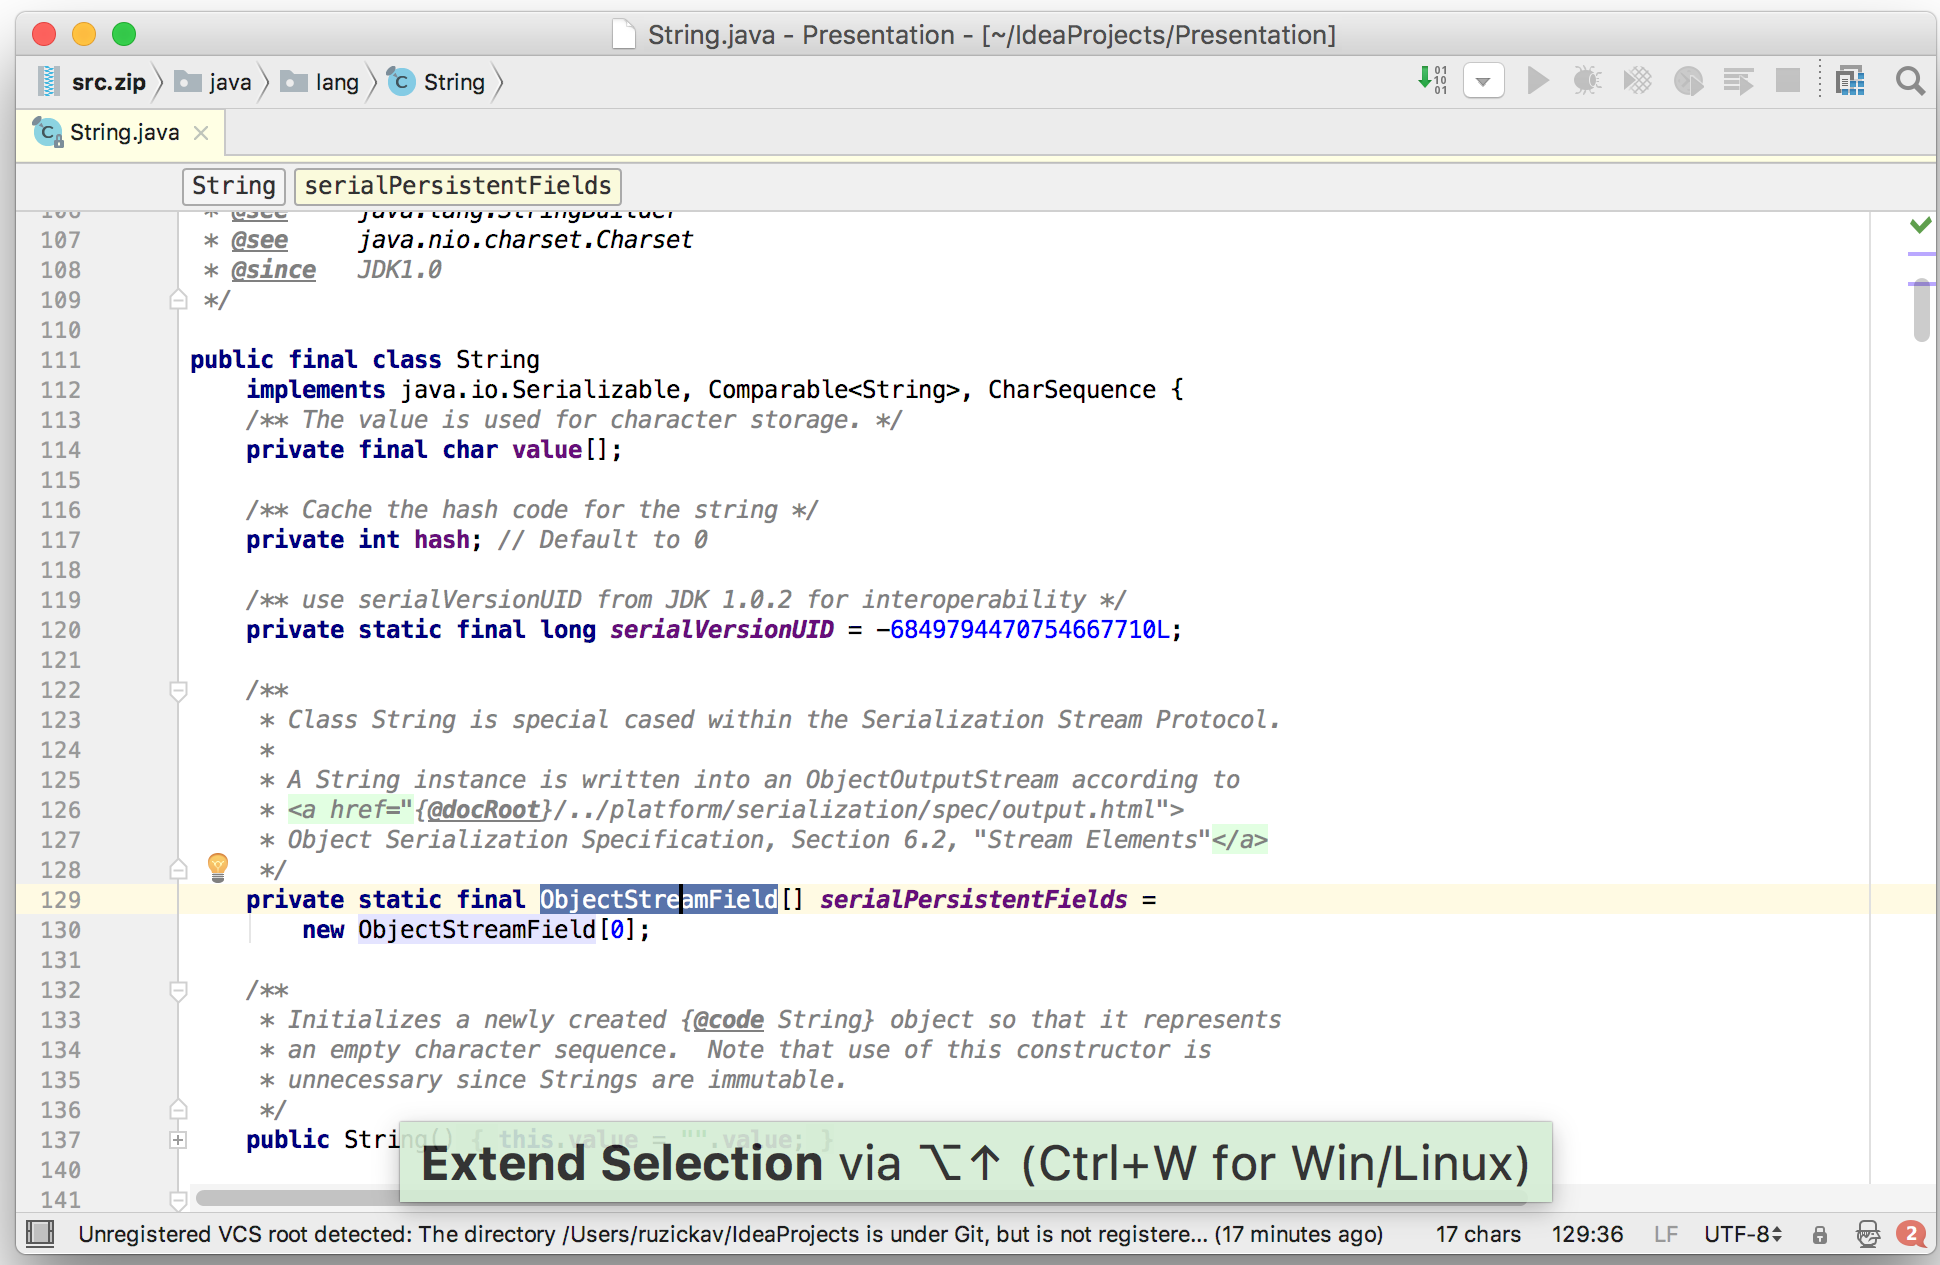 String.java - Presentation - [~/IdeaProjects/Presentation]
src.zip java lang String
String.java
String serialPersistentFields
106 * @see java.lang.StringBuilder
107 * @see java.nio.charset.Charset
108 * @since JDK1.0
109 */
110
111 public final class String
112 implements java.io.Serializable, Comparable<String>, CharSequence {
113 /** The value is used for character storage. */
114 private final char value[];
115
116 /** Cache the hash code for the string */
117 private int hash; // Default to 0
118
119 /** use serialVersionUID from JDK 1.0.2 for interoperability */
120 private static final long serialVersionUID = -6849794470754667710L;
121
122 /**
123 * Class String is special cased within the Serialization Stream Protocol.
124 *
125 * A String instance is written into an ObjectOutputStream according to
126 * <a href="{@docRoot}/../platform/serialization/spec/output.html">
127 * Object Serialization Specification, Section 6.2, "Stream Elements"</a>
128 */
129 private static final ObjectStreamField[] serialPersistentFields =
130 new ObjectStreamField[0];
131
132 /**
133 * Initializes a newly created {@code String} object so that it represents
134 * an empty character sequence.  Note that use of this constructor is
135 * unnecessary since Strings are immutable.
136 */
137 public String() { this.value = "".value; }
140
141
Extend Selection via ⌥↑ (Ctrl+W for Win/Linux)
Unregistered VCS root detected: The directory /Users/ruzickav/IdeaProjects is under Git, but is not registere... (17 minutes ago) 17 chars 129:36 LF UTF-8 2